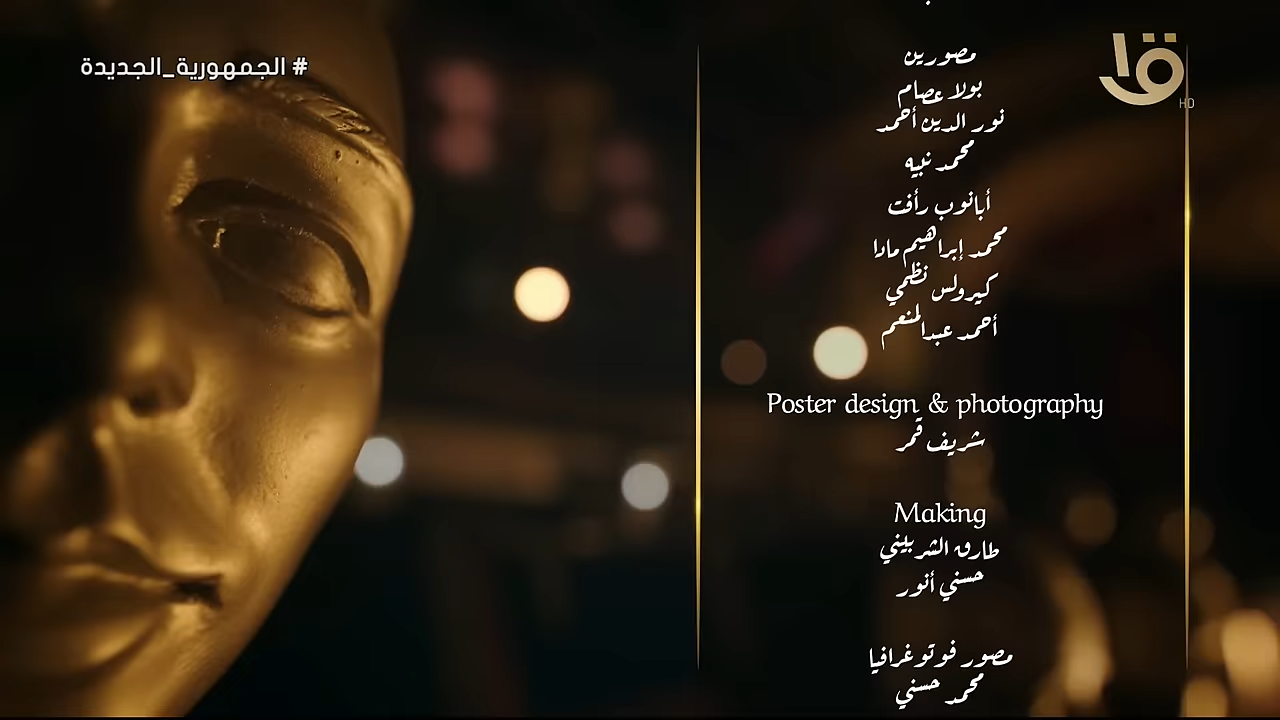 # الجمهورية_الجديدة
HD
مصورين
بولا عصام
نور الدين أحمد
محمد نبيه
أبانوب رأفت
محمد إبراهيم مادا
كيرولس نظمي
أحمد عبدالمنعم
Poster design & photography
شريف قمر
Making
طارق الشربيني
حسني أنور
مصور فوتوغرافيا
محمد حسني